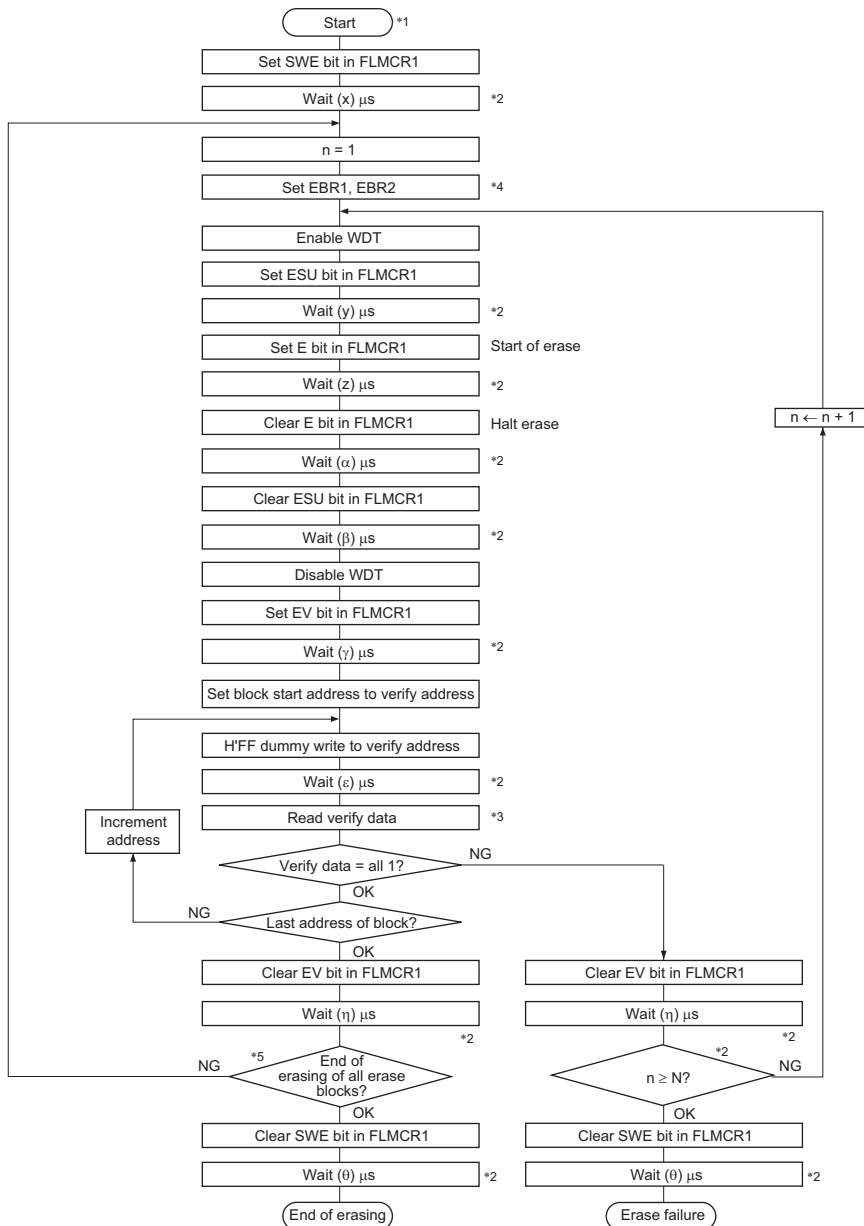 Start
*1
Set SWE bit in FLMCR1
Wait (x) μs
*2
n = 1
Set EBR1, EBR2
*4
Enable WDT
Set ESU bit in FLMCR1
Wait (y) μs
*2
Set E bit in FLMCR1
Start of erase
Wait (z) μs
*2
Clear E bit in FLMCR1
Halt erase
n ← n + 1
Wait (α) μs
*2
Clear ESU bit in FLMCR1
Wait (β) μs
*2
Disable WDT
Set EV bit in FLMCR1
Wait (γ) μs
*2
Set block start address to verify address
H'FF dummy write to verify address
Wait (ε) μs
*2
Increment
address
Read verify data
*3
Verify data = all 1?
NG
OK
NG
Last address of block?
OK
Clear EV bit in FLMCR1
Clear EV bit in FLMCR1
Wait (η) μs
*2
Wait (η) μs
*2
NG
*5
End of
erasing of all erase
blocks?
*2
n ≥ N?
NG
OK
OK
Clear SWE bit in FLMCR1
Clear SWE bit in FLMCR1
Wait (θ) μs
*2
Wait (θ) μs
*2
End of erasing
Erase failure